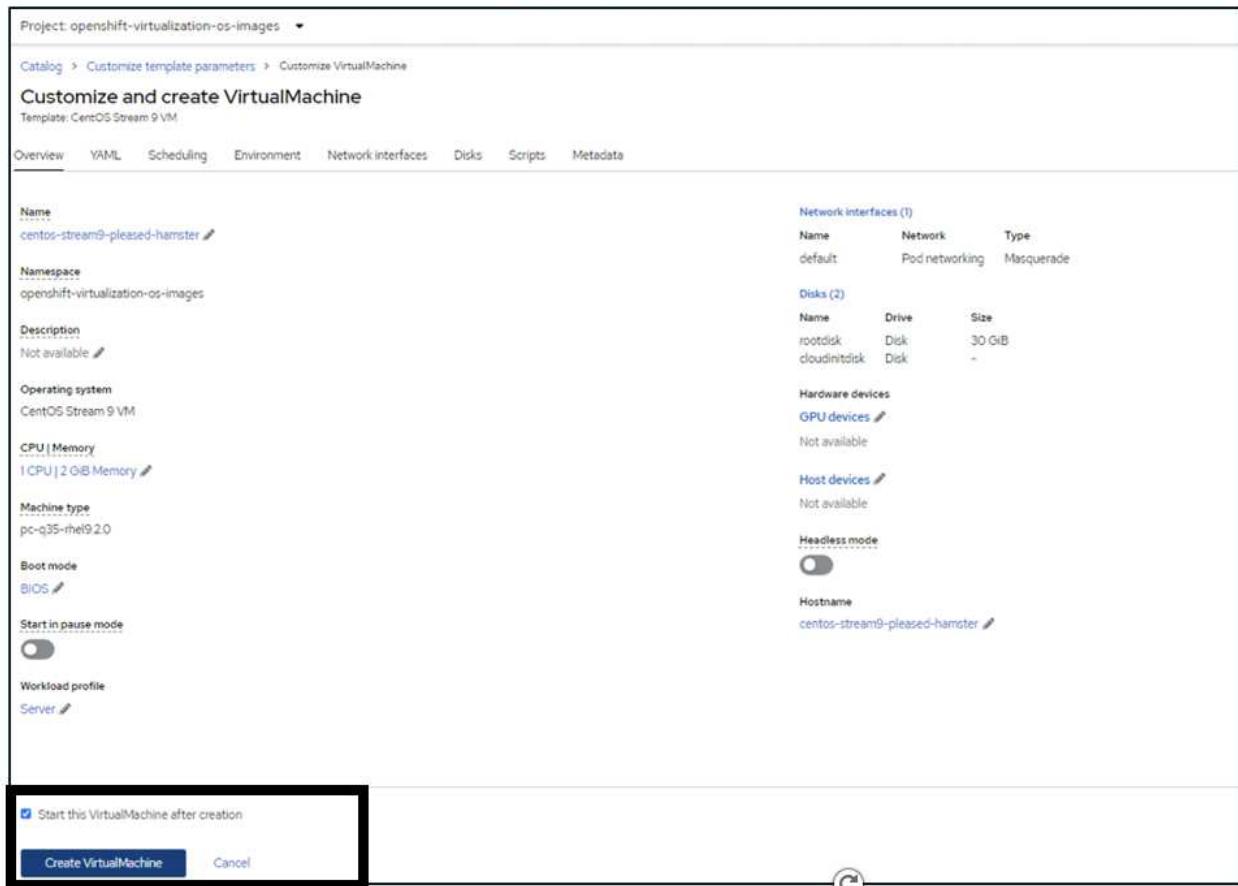 Project: openshift-virtualization-os-images
Catalog > Customize template parameters > Customize VirtualMachine
Customize and create VirtualMachine
Template: CentOS Stream 9 VM
Overview YAML Scheduling Environment Network interfaces Disks Scripts Metadata
Name
centos-stream9-pleased-hamster
Namespace
openshift-virtualization-os-images
Description
Not available
Operating system
CentOS Stream 9 VM
CPU | Memory
1 CPU | 2 GiB Memory
Machine type
pc-q35-rhel9.2.0
Boot mode
BIOS
Start in pause mode
Workload profile
Server
Network interfaces (1)
Name Network Type
default Pod networking Masquerade
Disks (2)
Name Drive Size
rootdisk Disk 30 GiB
cloudinitdisk Disk -
Hardware devices
GPU devices
Not available
Host devices
Not available
Headless mode
Hostname
centos-stream9-pleased-hamster
Start this VirtualMachine after creation
Create VirtualMachine Cancel